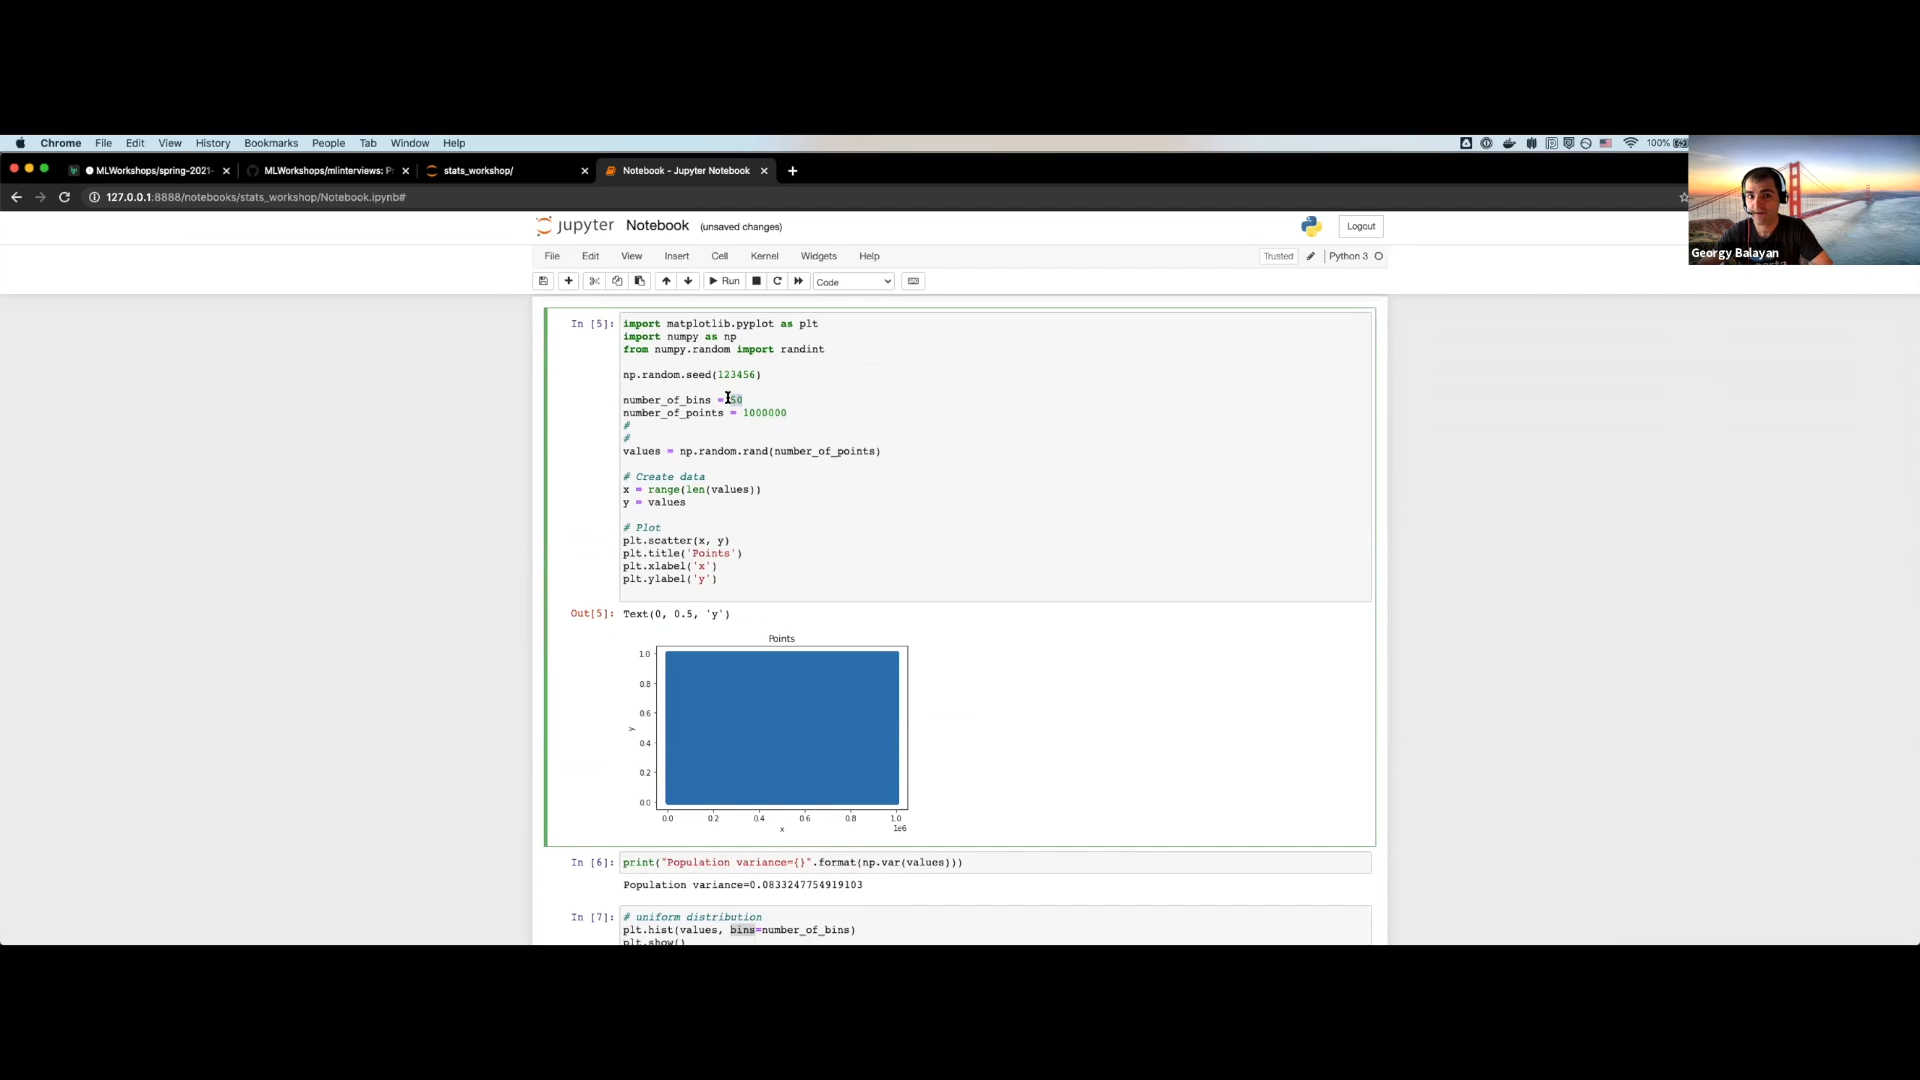 Chrome File Edit View History Bookmarks People Tab Window Help
100%
MLWorkshops/spring-2021-
MLWorkshops/mlinterviews: Pr
stats_workshop/
Notebook - Jupyter Notebook
127.0.0.1:8888/notebooks/stats_workshop/Notebook.ipynb#
Georgy Balayan
jupyter Notebook (unsaved changes)
Logout
File Edit View Insert Cell Kernel Widgets Help
Trusted
Python 3
Run
Code
In [5]:
import matplotlib.pyplot as plt
import numpy as np
from numpy.random import randint
np.random.seed(123456)
number_of_bins = 50
number_of_points = 1000000
#
#
values = np.random.rand(number_of_points)
# Create data
x = range(len(values))
y = values
# Plot
plt.scatter(x, y)
plt.title('Points')
plt.xlabel('x')
plt.ylabel('y')
Out[5]: Text(0, 0.5, 'y')
Points
1.0
0.8
0.6
0.4
0.2
0.0
y
0.0 0.2 0.4 0.6 0.8 1.0
x
1e6
In [6]: print("Population variance={}".format(np.var(values)))
Population variance=0.0833247754919103
In [7]: # uniform distribution
plt.hist(values, bins=number_of_bins)
plt.show()